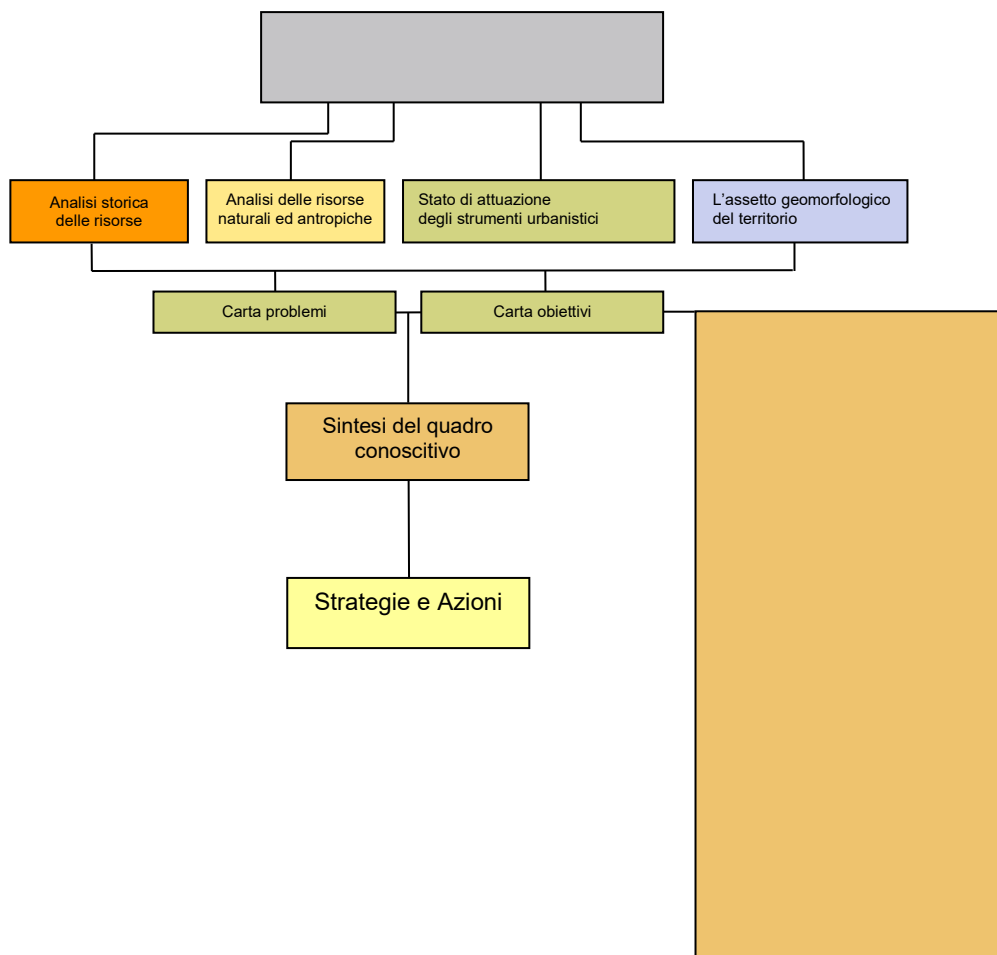 Analisi storica
delle risorse
Analisi delle risorse
naturali ed antropiche
Stato di attuazione
degli strumenti urbanistici
L'assetto geomorfologico
del territorio
Carta problemi
Carta obiettivi
Sintesi del quadro
conoscitivo
Strategie e Azioni